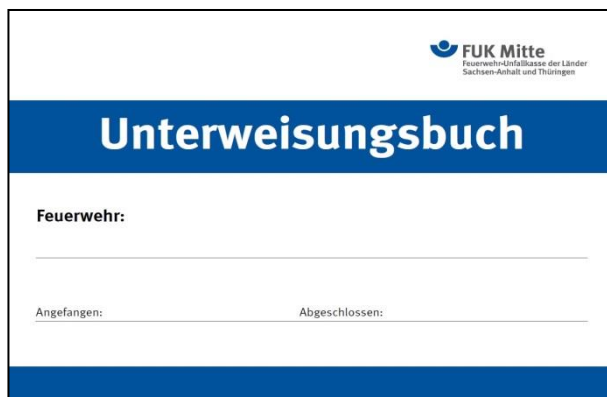 FUK Mitte
Feuerwehr-Unfallkasse der Länder
Sachsen-Anhalt und Thüringen
Unterweisungsbuch
Feuerwehr:
Angefangen: Abgeschlossen: